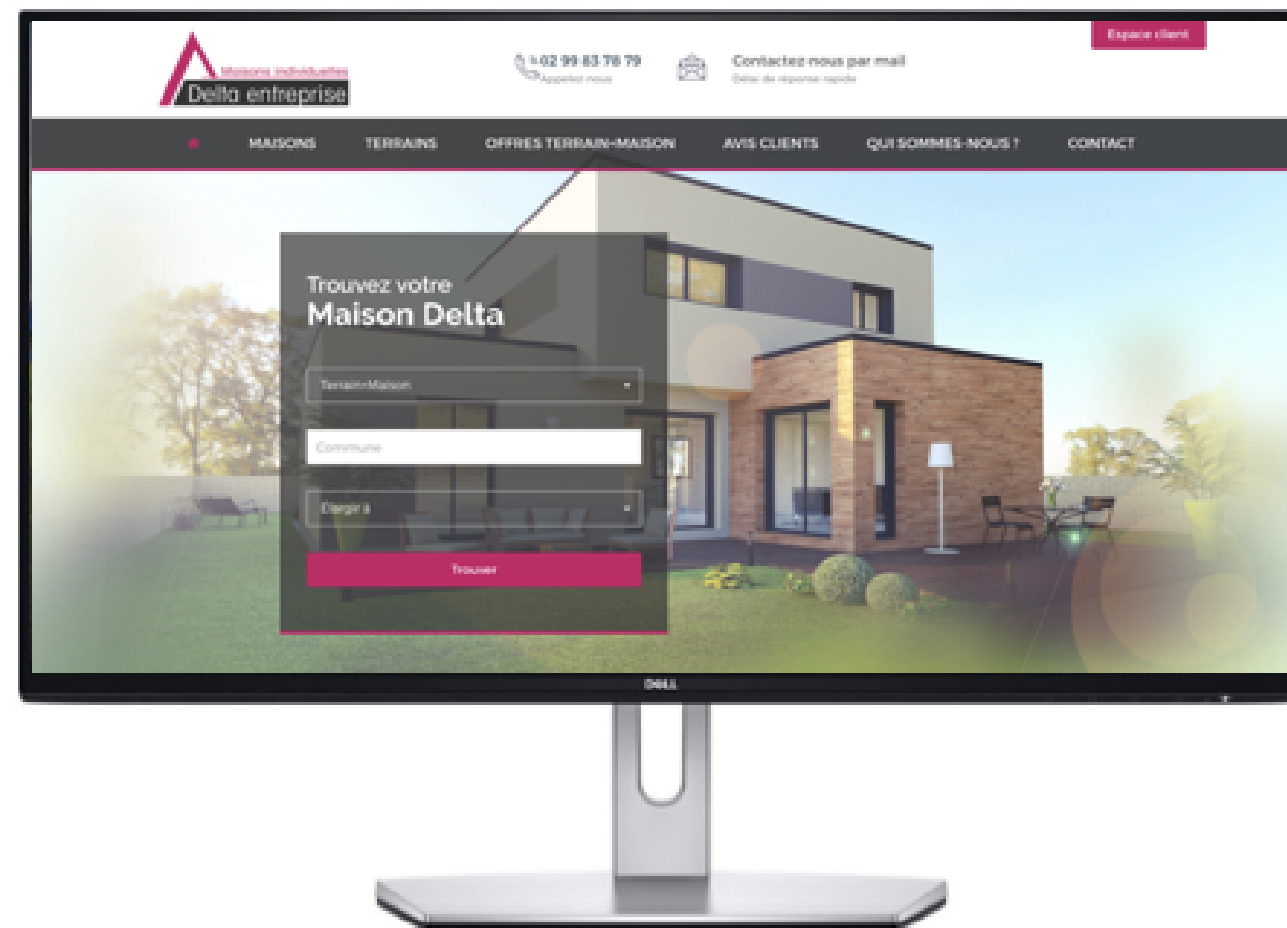 Espace client
Maisons individuelles
Delta entreprise
02 99 83 78 79
Appelez-nous
Contactez-nous par mail
Délai de réponse rapide
MAISONS
TERRAINS
OFFRES TERRAIN+MAISON
AVIS CLIENTS
QUI SOMMES-NOUS ?
CONTACT
Trouvez votre
Maison Delta
Terrain+Maison
Commune
Élargir à
Trouver
DELL